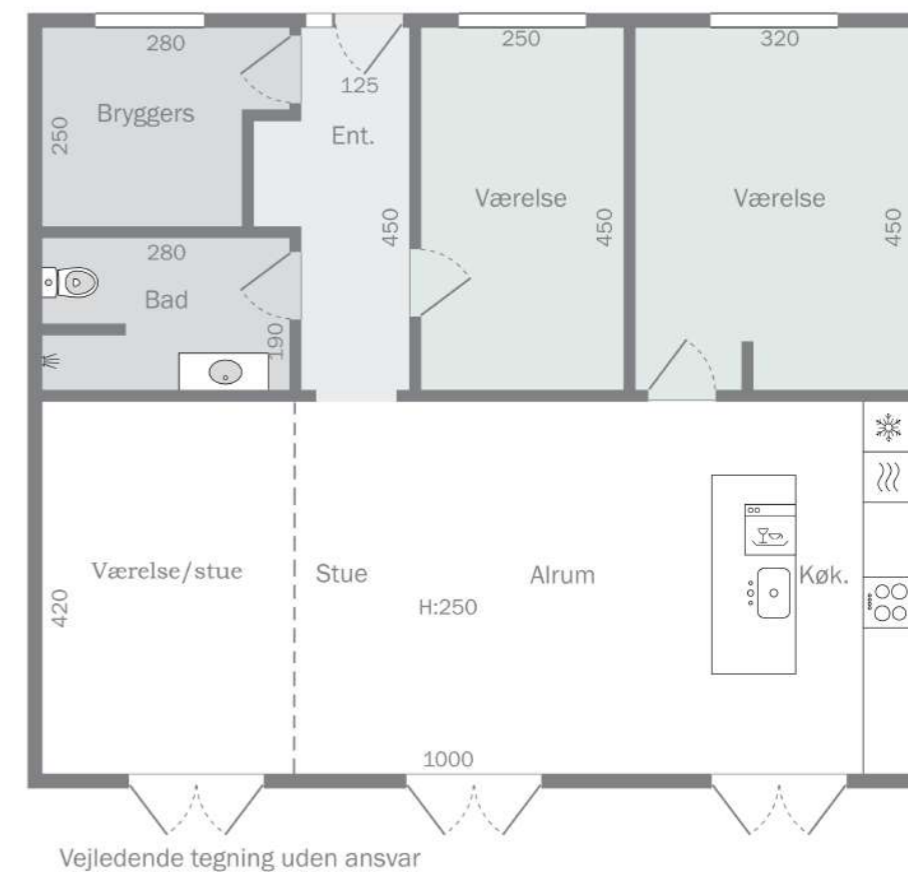 280
250
320
125
Bryggers
Ent.
250
Værelse
Værelse
450
450
450
280
Bad
190
Værelse/stue
Stue
Alrum
Køk.
H:250
420
1000
Vejledende tegning uden ansvar